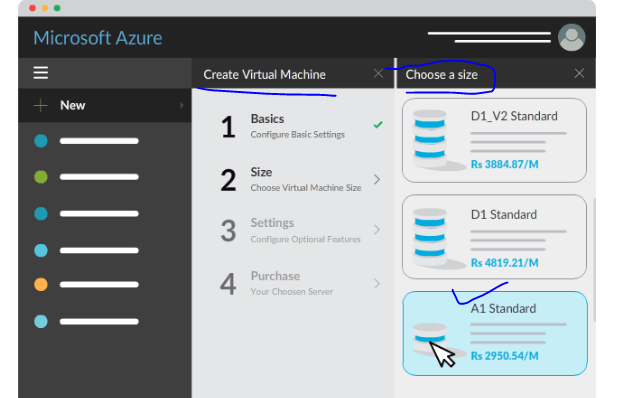 Microsoft Azure
New
Create Virtual Machine
1
Basics
Configure Basic Settings
2
Size
Choose Virtual Machine Size
3
Settings
Configure Optional Features
4
Purchase
Your Choosen Server
Choose a size
D1_V2 Standard
Rs 3884.87/M
D1 Standard
Rs 4819.21/M
A1 Standard
Rs 2950.54/M